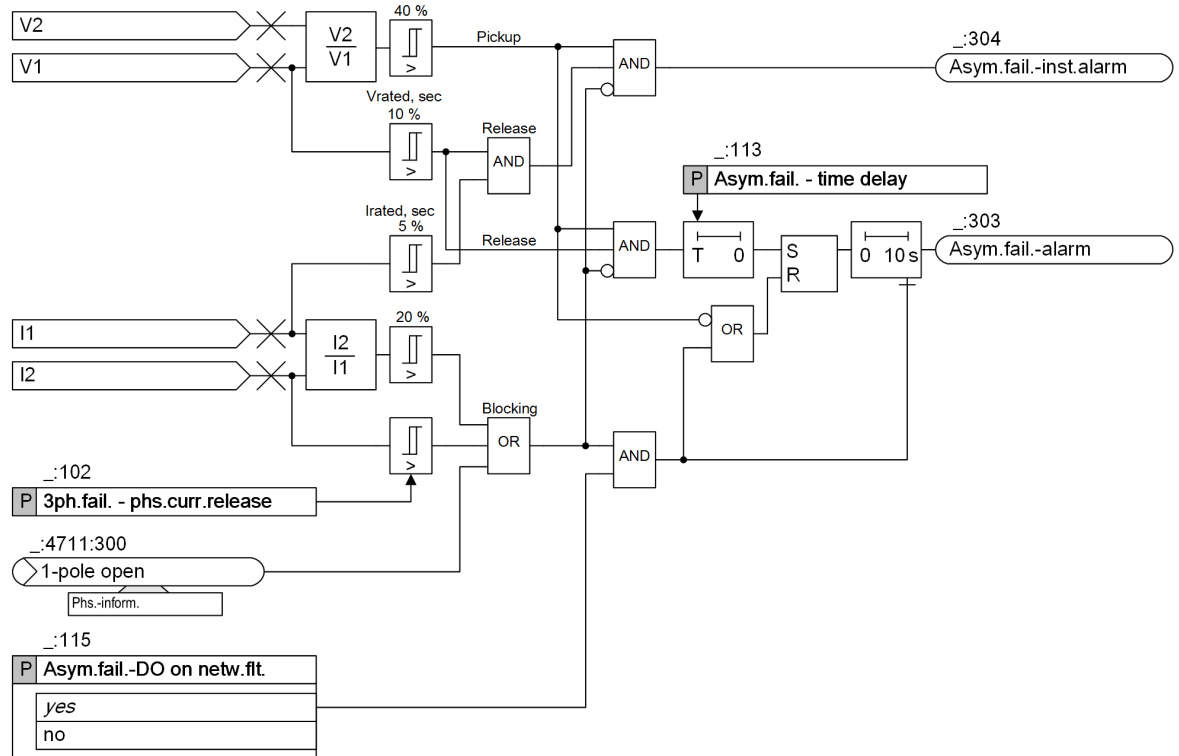 V2
V1
V2
V1
40 %
>
Pickup
AND
_:304
Asym.fail.-inst.alarm
Vrated, sec
10 %
>
Release
AND
_:113
P Asym.fail. - time delay
Irated, sec
5 %
>
Release
AND
T 0
S
R
0 10 s
_:303
Asym.fail.-alarm
OR
I1
I2
I2
I1
20 %
>
Blocking
>
OR
AND
_:102
P 3ph.fail. - phs.curr.release
_:4711:300
1-pole open
Phs.-inform.
_:115
P Asym.fail.-DO on netw.flt.
yes
no